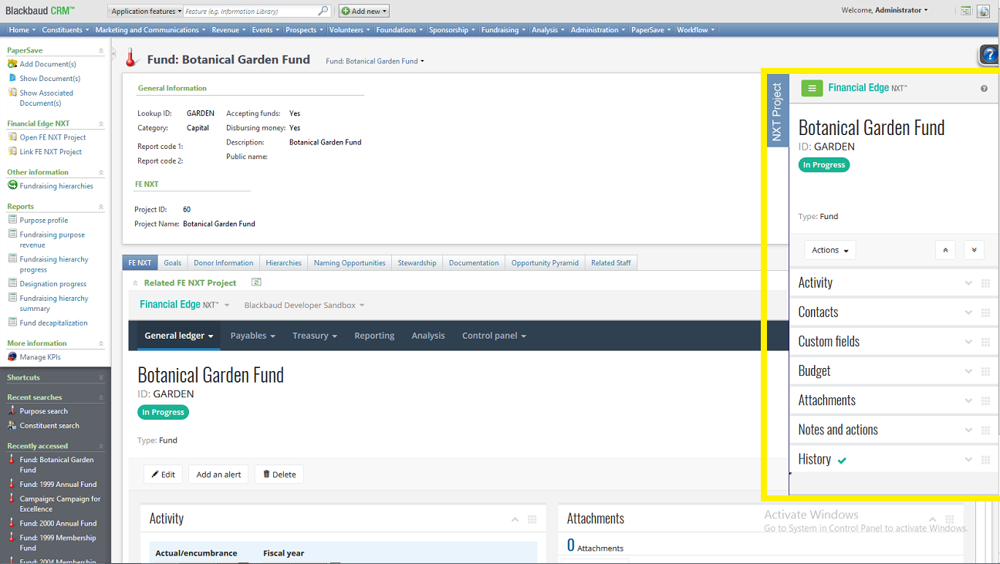 Blackbaud CRM™
Application features
Feature (e.g. Information Library)
Add new
Welcome, Administrator
Home
Constituents
Marketing and Communications
Revenue
Events
Prospects
Volunteers
Foundations
Sponsorship
Fundraising
Analysis
Administration
PaperSave
Workflow
PaperSave
Add Document(s)
Show Document(s)
Show Associated
Document(s)
Financial Edge NXT
Open FE NXT Project
Link FE NXT Project
Other information
Fundraising hierarchies
Reports
Purpose profile
Fundraising purpose
revenue
Fundraising hierarchy
progress
Designation progress
Fundraising hierarchy
summary
Fund decapitalization
More information
Manage KPIs
Shortcuts
Recent searches
Purpose search
Constituent search
Recently accessed
Fund: Botanical Garden
Fund
Fund: 1999 Annual Fund
Campaign: Campaign for
Excellence
Fund: 2000 Annual Fund
Fund: 1999 Membership
Fund
Fund: 2004 Membership
Fund: Botanical Garden Fund
Fund: Botanical Garden Fund
General Information
Lookup ID: GARDEN Accepting funds: Yes
Category: Capital Disbursing money: Yes
Report code 1: Description: Botanical Garden Fund
Report code 2: Public name:
FE NXT
Project ID: 60
Project Name: Botanical Garden Fund
FE NXT
Goals
Donor Information
Hierarchies
Naming Opportunities
Stewardship
Documentation
Opportunity Pyramid
Related Staff
Related FE NXT Project
Financial Edge NXT™
Blackbaud Developer Sandbox
General ledger
Payables
Treasury
Reporting
Analysis
Control panel
Botanical Garden Fund
ID: GARDEN
In Progress
Type: Fund
Edit
Add an alert
Delete
Activity
Actual/encumbrance Fiscal year
Attachments
0 Attachments
Activate Windows
Go to System in Control Panel to activate Windows.
?
NXT Project
Financial Edge NXT™
?
Botanical Garden Fund
ID: GARDEN
In Progress
Type: Fund
Actions
Activity
Contacts
Custom fields
Budget
Attachments
Notes and actions
History